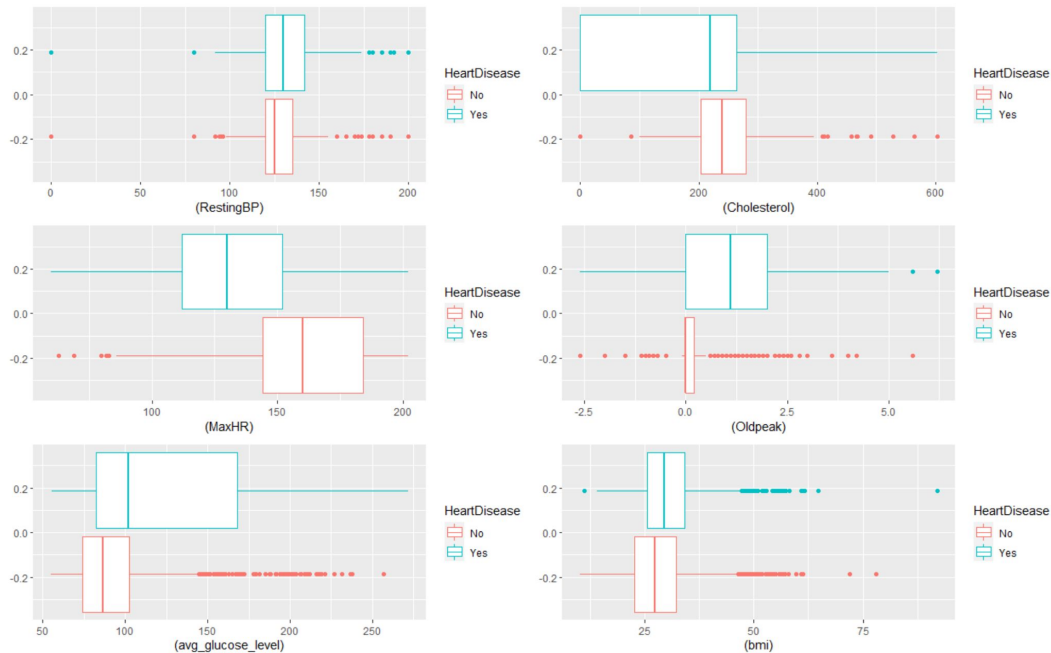 0.2
0.0
-0.2
0 50 100 150 200
(RestingBP)
HeartDisease
No
Yes
0.2
0.0
-0.2
0 200 400 600
(Cholesterol)
HeartDisease
No
Yes
0.2
0.0
-0.2
100 150 200
(MaxHR)
HeartDisease
No
Yes
0.2
0.0
-0.2
-2.5 0.0 2.5 5.0
(Oldpeak)
HeartDisease
No
Yes
0.2
0.0
-0.2
50 100 150 200 250
(avg_glucose_level)
HeartDisease
No
Yes
0.2
0.0
-0.2
25 50 75
(bmi)
HeartDisease
No
Yes